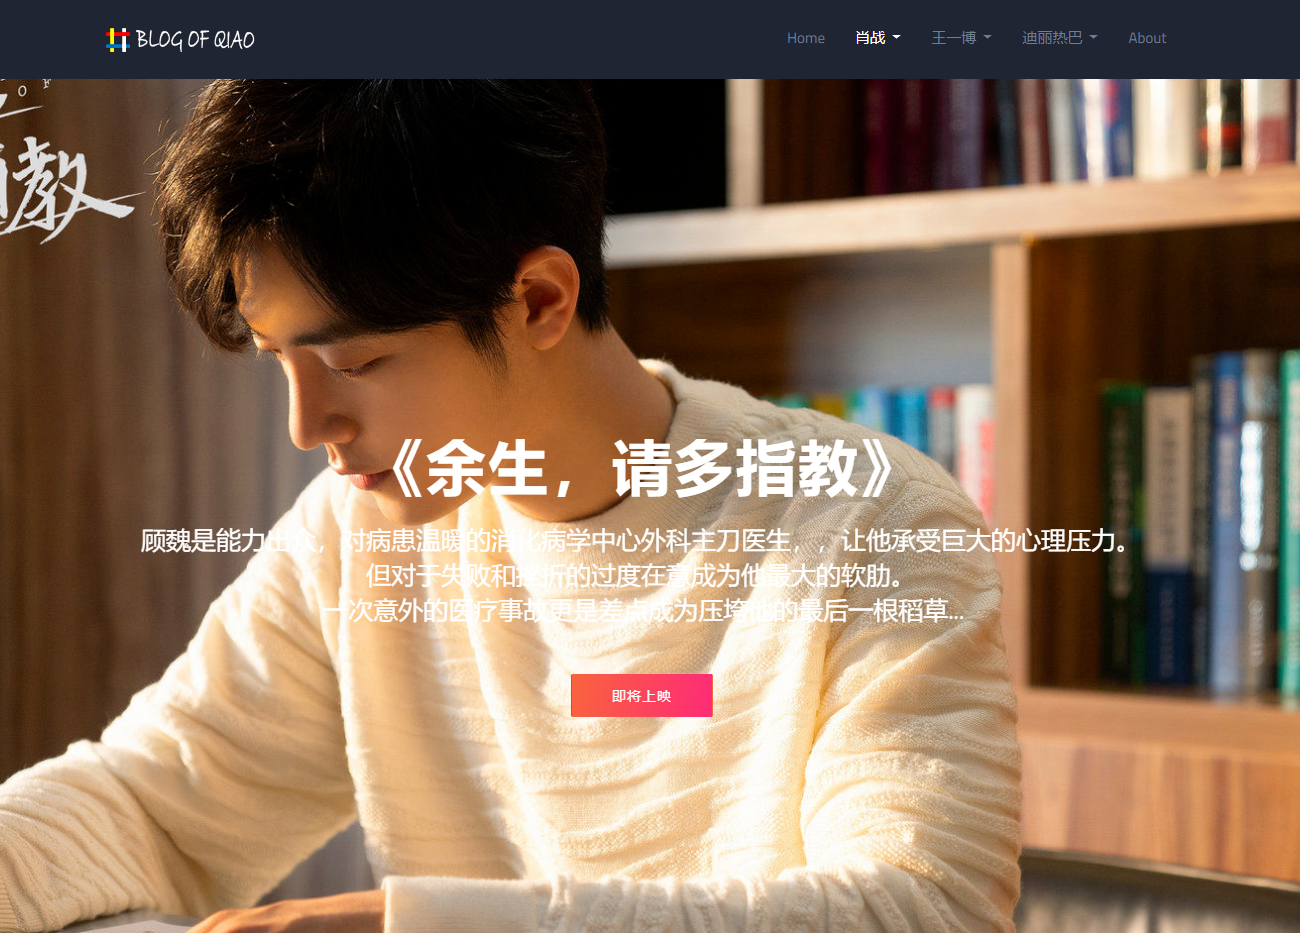 BLOG OF QIAO
Home 肖战 王一博 迪丽热巴 About
O F
教
《余生，请多指教》
顾魏是能力出众，对病患温暖的消化病学中心外科主刀医生，，让他承受巨大的心理压力。
但对于失败和挫折的过度在意成为他最大的软肋。
一次意外的医疗事故更是差点成为压垮他的最后一根稻草...
即将上映